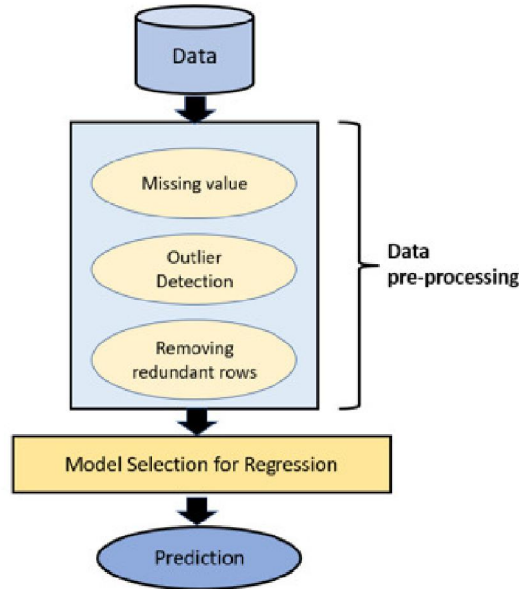 Data
Missing value
Outlier
Detection
Removing
redundant rows
Data
pre-processing
Model Selection for Regression
Prediction